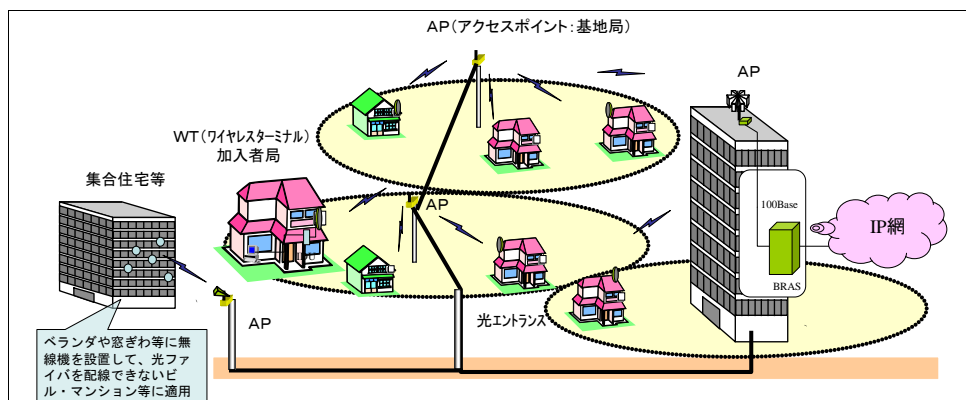 AP(アクセスポイント:基地局)
AP
WT(ワイヤレスターミナル)
加入者局
集合住宅等
AP
100Base
IP網
BRAS
AP
光エントランス
ベランダや窓ぎわ等に無
線機を設置して、光ファ
イバを配線できないビ
ル・マンション等に適用